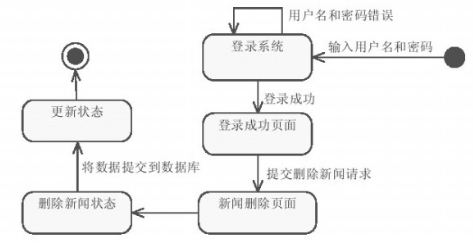 用户名和密码错误
登录系统
输入用户名和密码
登录成功
更新状态
登录成功页面
将数据提交到数据库
提交删除新闻请求
删除新闻状态
新闻删除页面